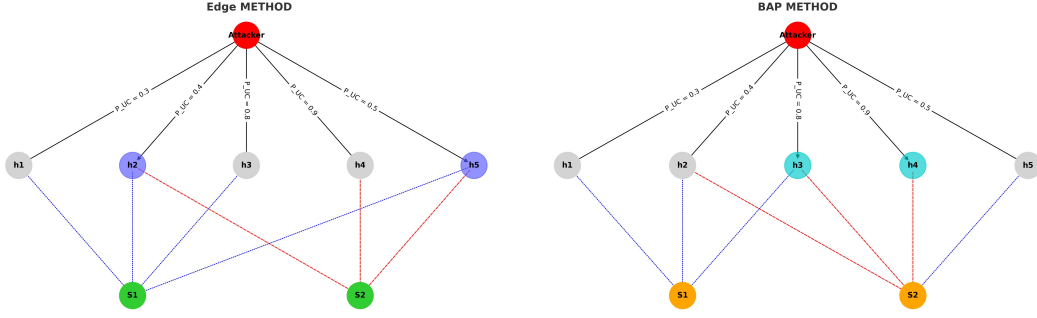 Edge METHOD
Attacker
P_UC = 0.3
P_UC = 0.4
P_UC = 0.8
P_UC = 0.9
P_UC = 0.5
h1
h2
h3
h4
h5
S1
S2
BAP METHOD
Attacker
P_UC = 0.3
P_UC = 0.4
P_UC = 0.8
P_UC = 0.9
P_UC = 0.5
h1
h2
h3
h4
h5
S1
S2